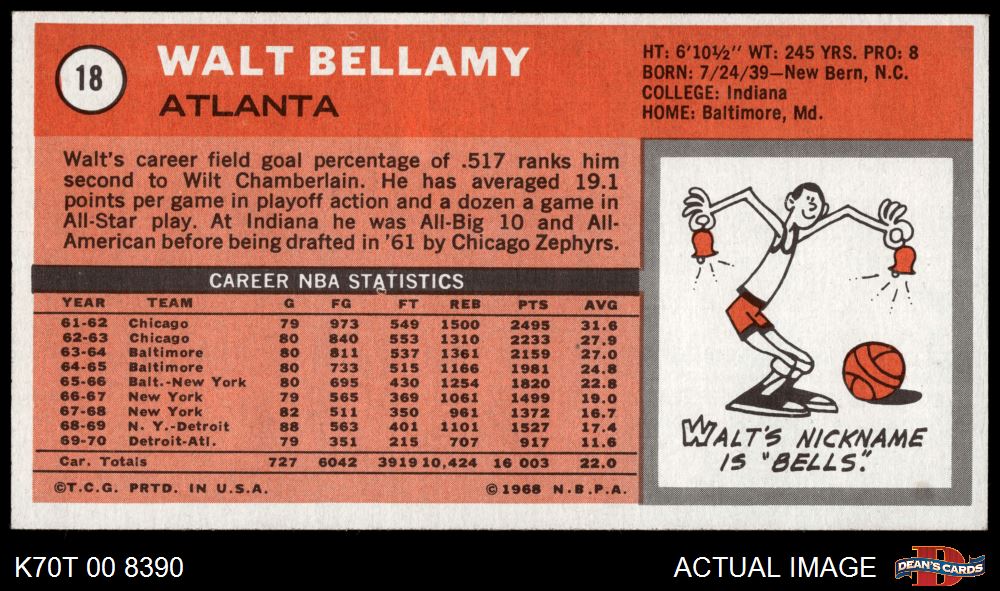 18
WALT BELLAMY
ATLANTA
HT: 6'10½" WT: 245 YRS. PRO: 8
BORN: 7/24/39—New Bern, N.C.
COLLEGE: Indiana
HOME: Baltimore, Md.
Walt's career field goal percentage of .517 ranks him
second to Wilt Chamberlain. He has averaged 19.1
points per game in playoff action and a dozen a game in
All-Star play. At Indiana he was All-Big 10 and All-
American before being drafted in '61 by Chicago Zephyrs.
CAREER NBA STATISTICS
YEAR TEAM G FG FT REB PTS AVG
61-62 Chicago 79 973 549 1500 2495 31.6
62-63 Chicago 80 840 553 1310 2233 27.9
63-64 Baltimore 80 811 537 1361 2159 27.0
64-65 Baltimore 80 733 515 1166 1981 24.8
65-66 Balt.-New York 80 695 430 1254 1820 22.8
66-67 New York 79 565 369 1061 1499 19.0
67-68 New York 82 511 350 961 1372 16.7
68-69 N. Y.-Detroit 88 563 401 1101 1527 17.4
69-70 Detroit-Atl. 79 351 215 707 917 11.6
Car. Totals 727 6042 3919 10,424 16 003 22.0
©T.C.G. PRTD. IN U.S.A. ©1968 N.B.P.A.
WALT'S NICKNAME
IS "BELLS."
K70T 00 8390
ACTUAL IMAGE
D
DEAN'S CARDS